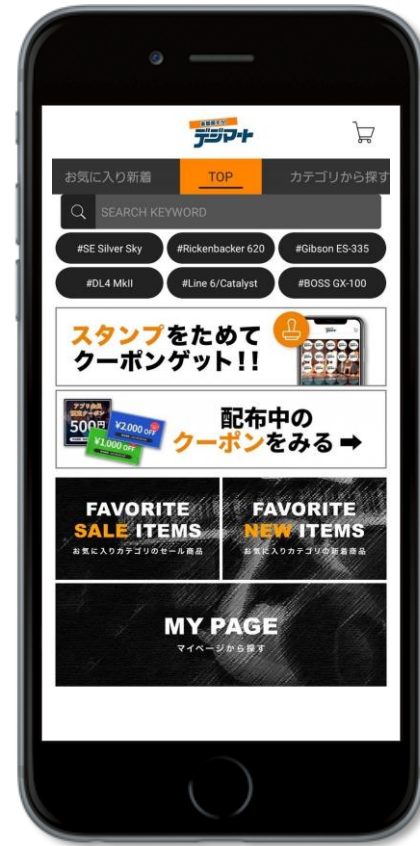 楽器探そう!
デジマート
お気に入り新着
TOP
カテゴリから探す
SEARCH KEYWORD
#SE Silver Sky
#Rickenbacker 620
#Gibson ES-335
#DL4 MkII
#Line 6/Catalyst
#BOSS GX-100
スタンプをためて
クーポンゲット!!
500円
¥2,000 OFF
¥1,000 OFF
配布中の
クーポンをみる➡
FAVORITE
SALE ITEMS
お気に入りカテゴリのセール商品
FAVORITE
NEW ITEMS
お気に入りカテゴリの新着商品
MY PAGE
マイページから探す